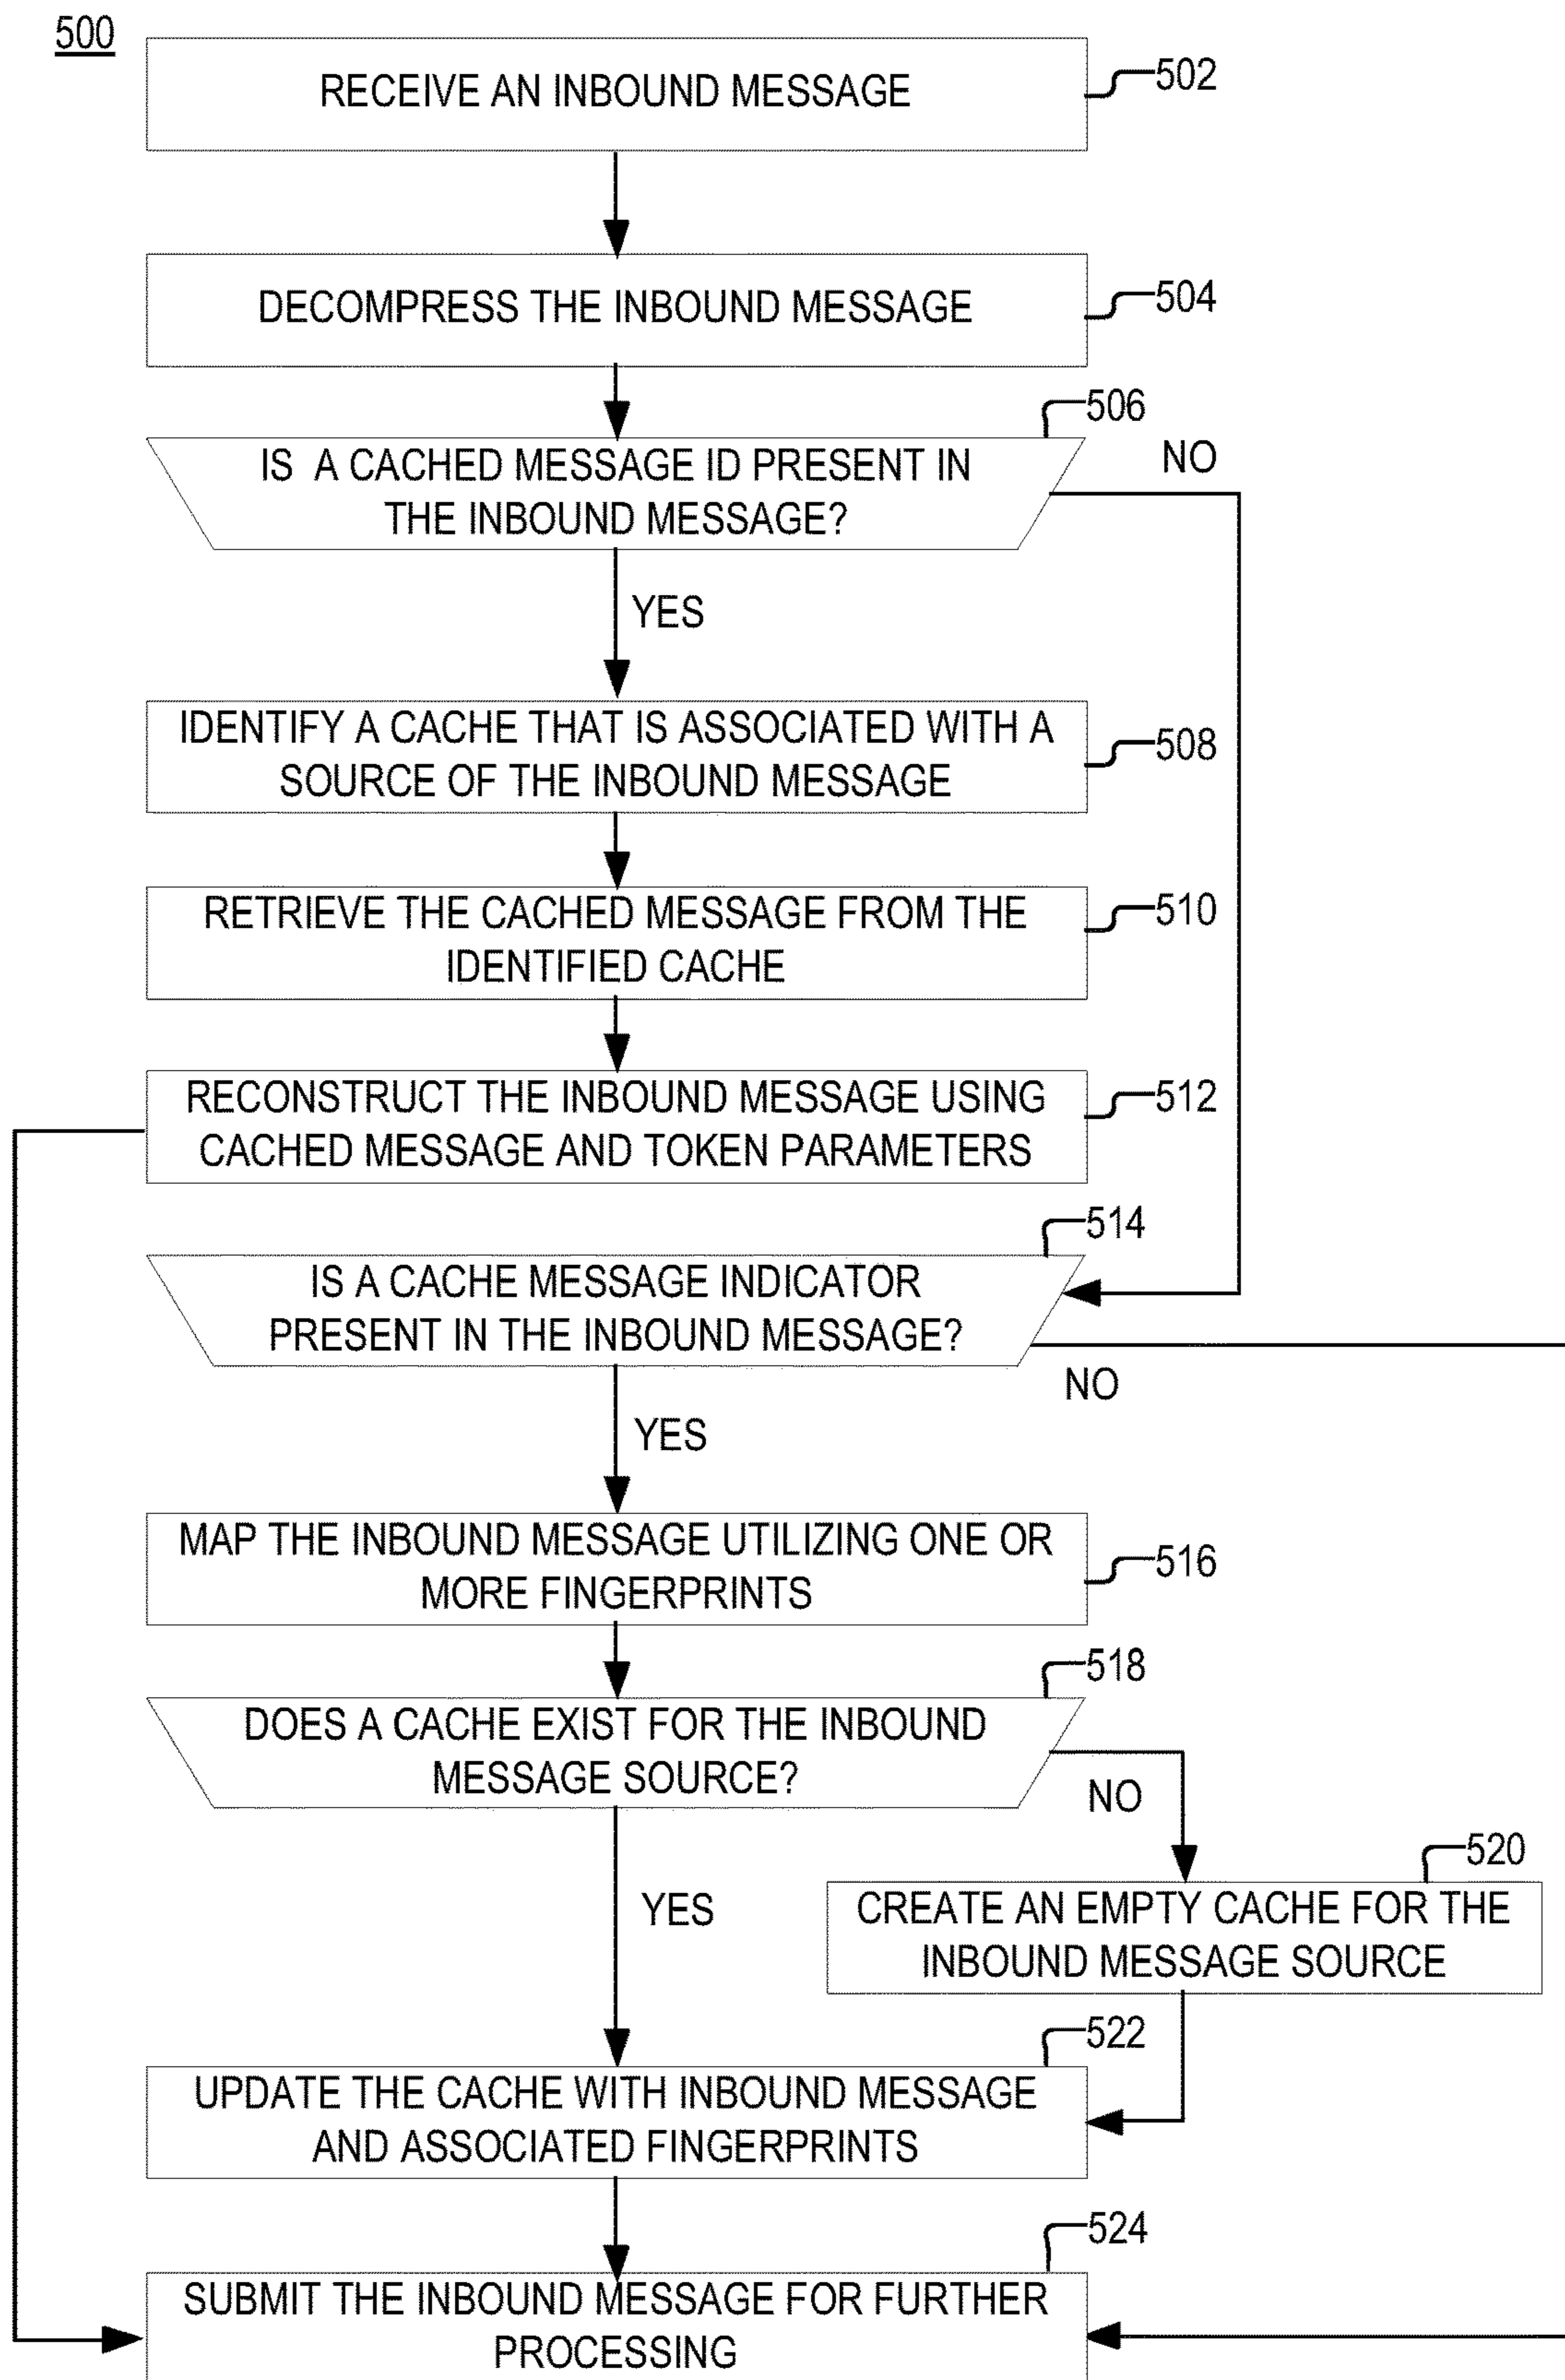 500
RECEIVE AN INBOUND MESSAGE
502
DECOMPRESS THE INBOUND MESSAGE
504
506
IS A CACHED MESSAGE ID PRESENT IN
THE INBOUND MESSAGE?
NO
YES
IDENTIFY A CACHE THAT IS ASSOCIATED WITH A
SOURCE OF THE INBOUND MESSAGE
508
RETRIEVE THE CACHED MESSAGE FROM THE
IDENTIFIED CACHE
510
RECONSTRUCT THE INBOUND MESSAGE USING
CACHED MESSAGE AND TOKEN PARAMETERS
512
514
IS A CACHE MESSAGE INDICATOR
PRESENT IN THE INBOUND MESSAGE?
NO
YES
MAP THE INBOUND MESSAGE UTILIZING ONE OR
MORE FINGERPRINTS
516
518
DOES A CACHE EXIST FOR THE INBOUND
MESSAGE SOURCE?
NO
YES
520
CREATE AN EMPTY CACHE FOR THE
INBOUND MESSAGE SOURCE
522
UPDATE THE CACHE WITH INBOUND MESSAGE
AND ASSOCIATED FINGERPRINTS
524
SUBMIT THE INBOUND MESSAGE FOR FURTHER
PROCESSING